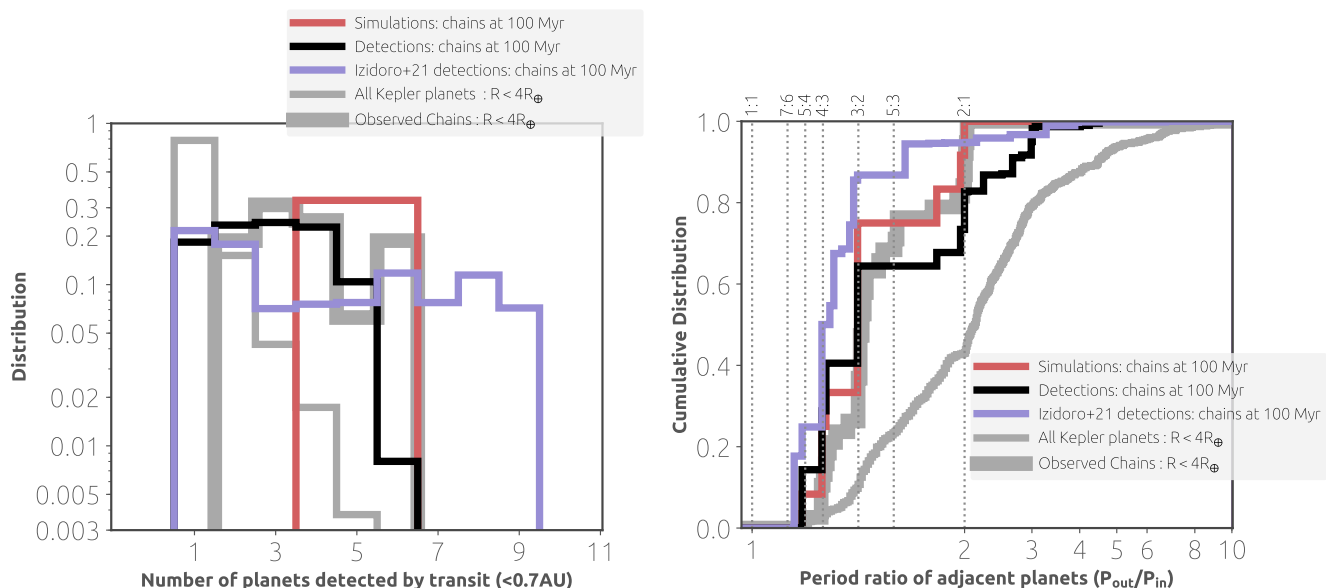 Simulations: chains at 100 Myr
Detections: chains at 100 Myr
Izidoro+21 detections: chains at 100 Myr
All Kepler planets : R < 4R⊕
Observed Chains : R < 4R⊕
1
0.5
0.3
0.2
0.1
0.05
0.02
0.01
0.005
0.003
Distribution
1 3 5 7 9 11
Number of planets detected by transit (<0.7AU)
1:1 7:6 5:4 4:3 3:2 5:3 2:1
1.0
0.8
0.6
0.4
0.2
0.0
Cumulative Distribution
Simulations: chains at 100 Myr
Detections: chains at 100 Myr
Izidoro+21 detections: chains at 100 Myr
All Kepler planets : R < 4R⊕
Observed Chains : R < 4R⊕
1 2 3 4 5 6 8 10
Period ratio of adjacent planets (Pout/Pin)